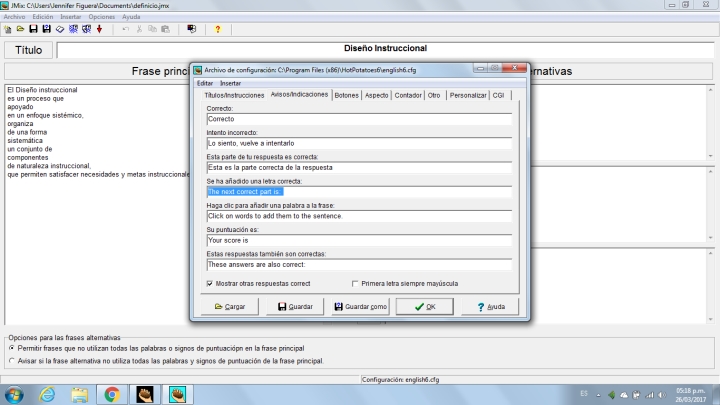 JMix: C:\Users\Jennifer Figuera\Documents\definicio.jmx
Archivo Edición Insertar Opciones Ayuda
Título
Diseño Instruccional
Frase princ
ernativas
El Diseño instruccional
es un proceso que
apoyado
en un enfoque sistémico,
organiza
de una forma
sistemática
un conjunto de
componentes
de naturaleza instruccional,
que permiten satisfacer necesidades y metas instruccionale
Archivo de configuración: C:\Program Files (x86)\HotPotatoes6\english6.cfg
Editar Insertar
Títulos/Instrucciones Avisos/Indicaciones Botones Aspecto Contador Otro Personalizar CGI
Correcto:
Correcto
Intento incorrecto:
Lo siento, vuelve a intentarlo
Esta parte de tu respuesta es correcta:
Esta es la parte correcta de la respuesta
Se ha añadido una letra correcta:
The next correct part is:
Haga clic para añadir una palabra a la frase:
Click on words to add them to the sentence.
Su puntuación es:
Your score is
Estas respuestas también son correctas:
These answers are also correct:
Mostrar otras respuestas correct
Primera letra siempre mayúscula
Cargar Guardar Guardar como OK Ayuda
Opciones para las frases alternativas
Permitir frases que no utilizan todas las palabras o signos de puntuaciópn en la frase principal
Avisar si la frase alternativa no utiliza todas las palabras y signos de puntuación de la frase principal.
Configuración: english6.cfg
ES
05:18 p.m.
26/03/2017